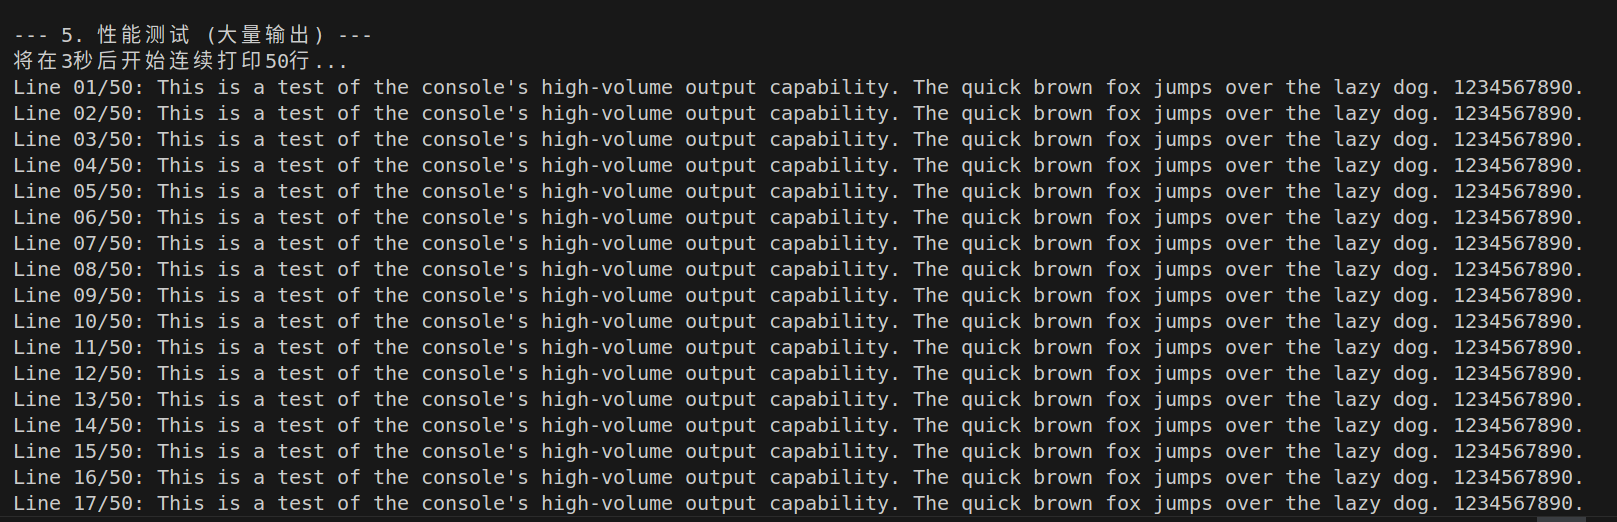 --- 5. 性能测试 (大量输出) ---
将在3秒后开始连续打印50行...
Line 01/50: This is a test of the console's high-volume output capability. The quick brown fox jumps over the lazy dog. 1234567890.
Line 02/50: This is a test of the console's high-volume output capability. The quick brown fox jumps over the lazy dog. 1234567890.
Line 03/50: This is a test of the console's high-volume output capability. The quick brown fox jumps over the lazy dog. 1234567890.
Line 04/50: This is a test of the console's high-volume output capability. The quick brown fox jumps over the lazy dog. 1234567890.
Line 05/50: This is a test of the console's high-volume output capability. The quick brown fox jumps over the lazy dog. 1234567890.
Line 06/50: This is a test of the console's high-volume output capability. The quick brown fox jumps over the lazy dog. 1234567890.
Line 07/50: This is a test of the console's high-volume output capability. The quick brown fox jumps over the lazy dog. 1234567890.
Line 08/50: This is a test of the console's high-volume output capability. The quick brown fox jumps over the lazy dog. 1234567890.
Line 09/50: This is a test of the console's high-volume output capability. The quick brown fox jumps over the lazy dog. 1234567890.
Line 10/50: This is a test of the console's high-volume output capability. The quick brown fox jumps over the lazy dog. 1234567890.
Line 11/50: This is a test of the console's high-volume output capability. The quick brown fox jumps over the lazy dog. 1234567890.
Line 12/50: This is a test of the console's high-volume output capability. The quick brown fox jumps over the lazy dog. 1234567890.
Line 13/50: This is a test of the console's high-volume output capability. The quick brown fox jumps over the lazy dog. 1234567890.
Line 14/50: This is a test of the console's high-volume output capability. The quick brown fox jumps over the lazy dog. 1234567890.
Line 15/50: This is a test of the console's high-volume output capability. The quick brown fox jumps over the lazy dog. 1234567890.
Line 16/50: This is a test of the console's high-volume output capability. The quick brown fox jumps over the lazy dog. 1234567890.
Line 17/50: This is a test of the console's high-volume output capability. The quick brown fox jumps over the lazy dog. 1234567890.